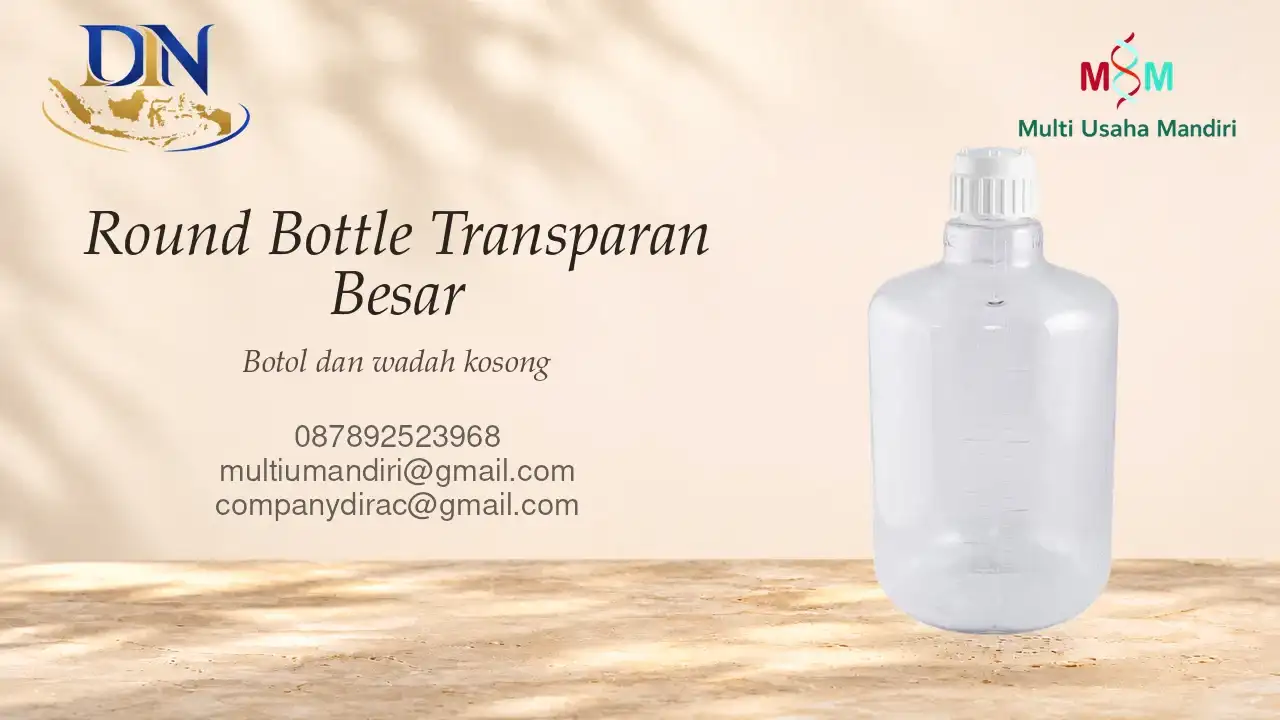 DN
M M
Multi Usaha Mandiri
Round Bottle Transparan
Besar
Botol dan wadah kosong
087892523968
multiumandiri@gmail.com
companydirac@gmail.com